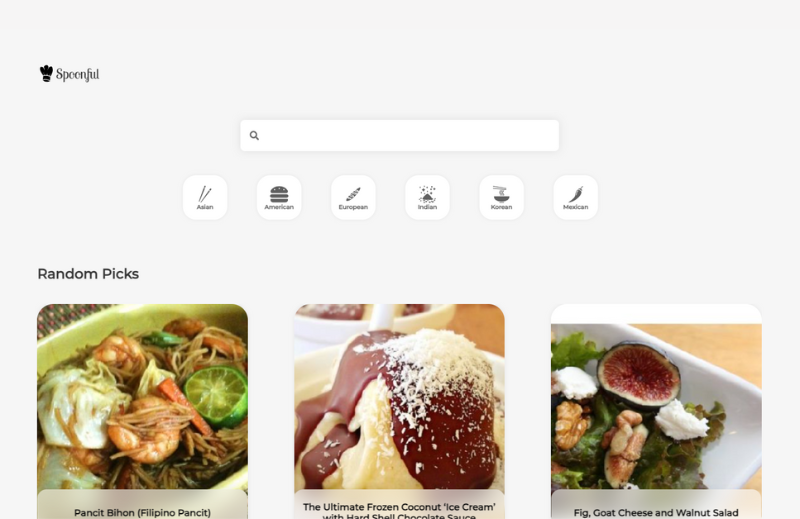 Spoonful
Asian
American
European
Indian
Korean
Mexican
Random Picks
Pancit Bihon (Filipino Pancit)
The Ultimate Frozen Coconut ‘Ice Cream’
with Hard Shell Chocolate Sauce
Fig, Goat Cheese and Walnut Salad